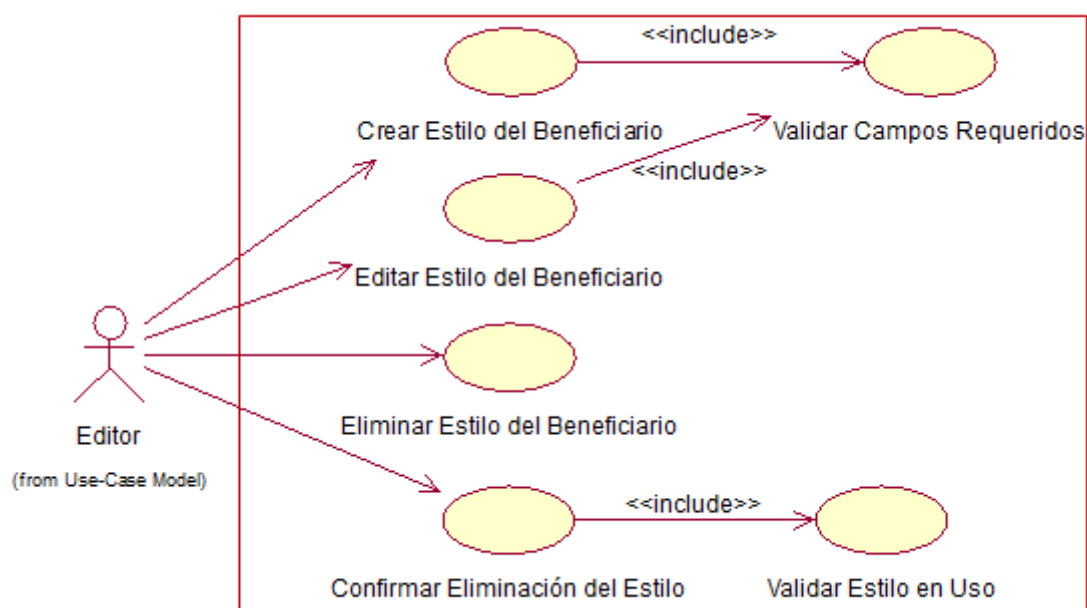 <<include>>
Crear Estilo del Beneficiario
Validar Campos Requeridos
<<include>>
Editar Estilo del Beneficiario
Eliminar Estilo del Beneficiario
Editor
(from Use-Case Model)
<<include>>
Confirmar Eliminación del Estilo
Validar Estilo en Uso